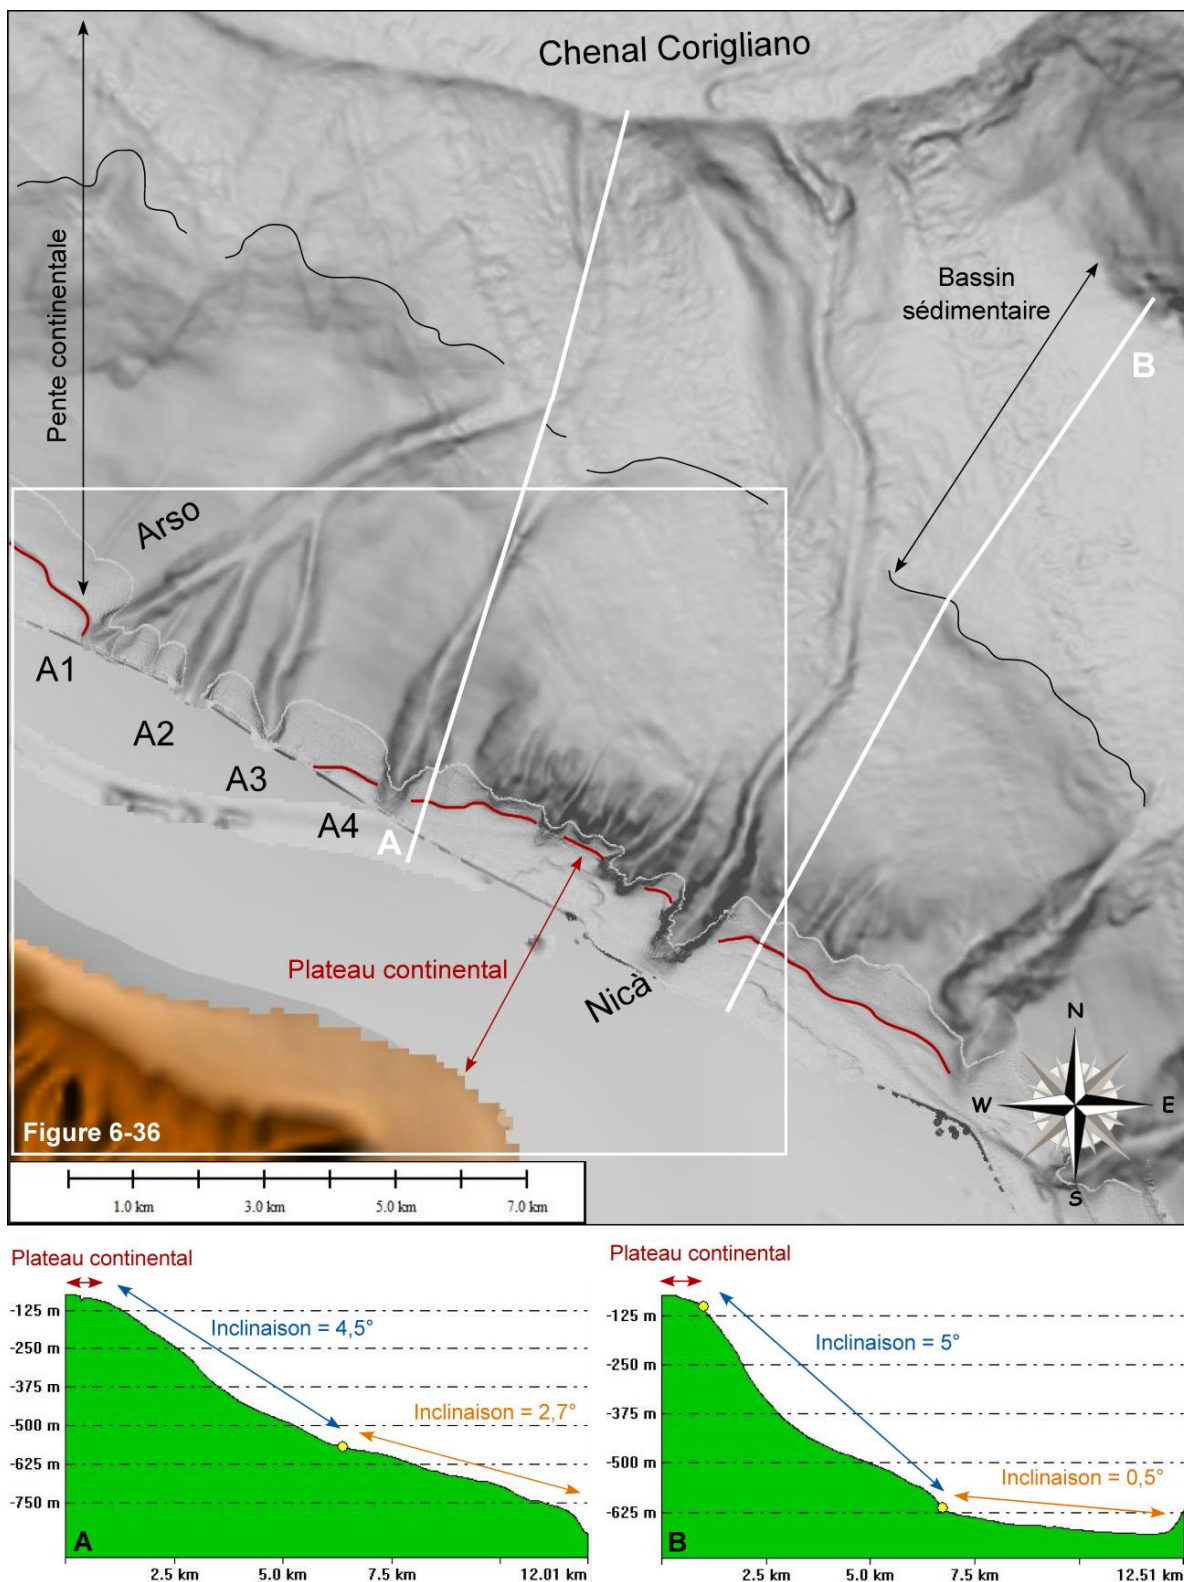 Chenal Corigliano
Pente continentale
Bassin
sédimentaire
B
Arso
A1
A2
A3
A4
A
Plateau continental
Nicà
N
W
E
S
Figure 6-36
1.0 km
3.0 km
5.0 km
7.0 km
Plateau continental
-125 m
Inclinaison = 4,5°
-250 m
-375 m
Inclinaison = 2,7°
-500 m
-625 m
-750 m
A
2.5 km
5.0 km
7.5 km
12.01 km
Plateau continental
-125 m
Inclinaison = 5°
-250 m
-375 m
-500 m
Inclinaison = 0,5°
-625 m
B
2.5 km
5.0 km
7.5 km
12.51 km